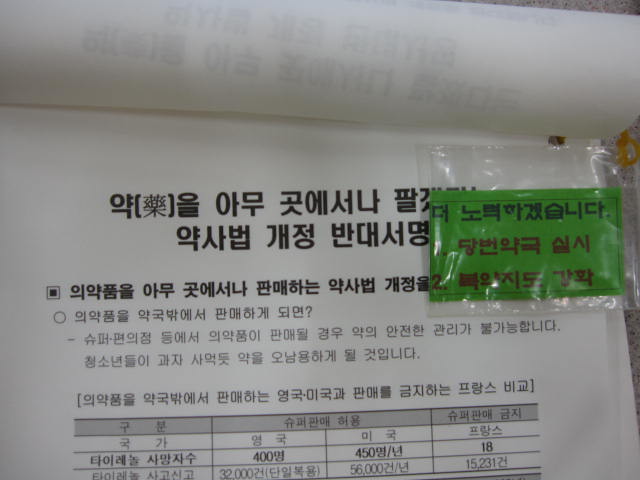 약(藥)을 아무 곳에서나
약사법 개정 반대서명
더 노력하겠습니다.
1. 당번약국 실시
2. 복약지도 강화
▣ 의약품을 아무 곳에서나 판매하는 약사법 개정을
○ 의약품을 약국밖에서 판매하게 되면?
- 슈퍼·편의점 등에서 의약품이 판매될 경우 약의 안전한 관리가 불가능합니다.
청소년들이 과자 사먹듯 약을 오남용하게 될 것입니다.
[의약품을 약국밖에서 판매하는 영국·미국과 판매를 금지하는 프랑스 비교]
구 분 슈퍼판매 허용 슈퍼판매 금지
국 가 영 국 미 국 프랑스
타이레놀 사망자수 400명 450명/년 18
타이레놀 사고신고 32,000건(단일복용) 56,000건/년 15,231건